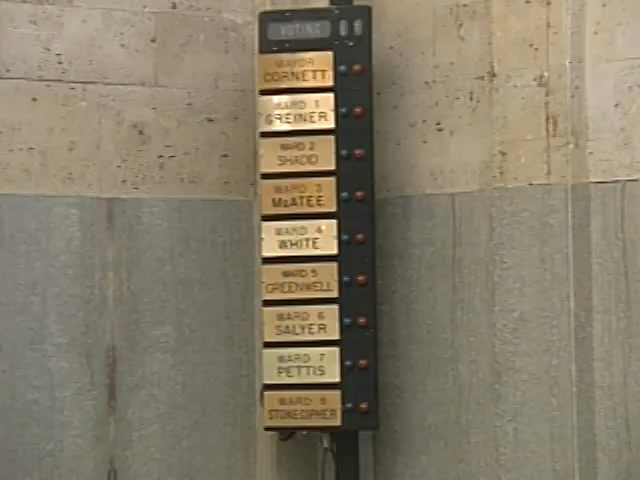 VOTING
MAYOR
CORNETT
WARD 1
GREINER
WARD 2
SHADID
WARD 3
McATEE
WARD 4
WHITE
WARD 5
GREENWELL
WARD 6
SALYER
WARD 7
PETTIS
WARD 8
STONECIPHER